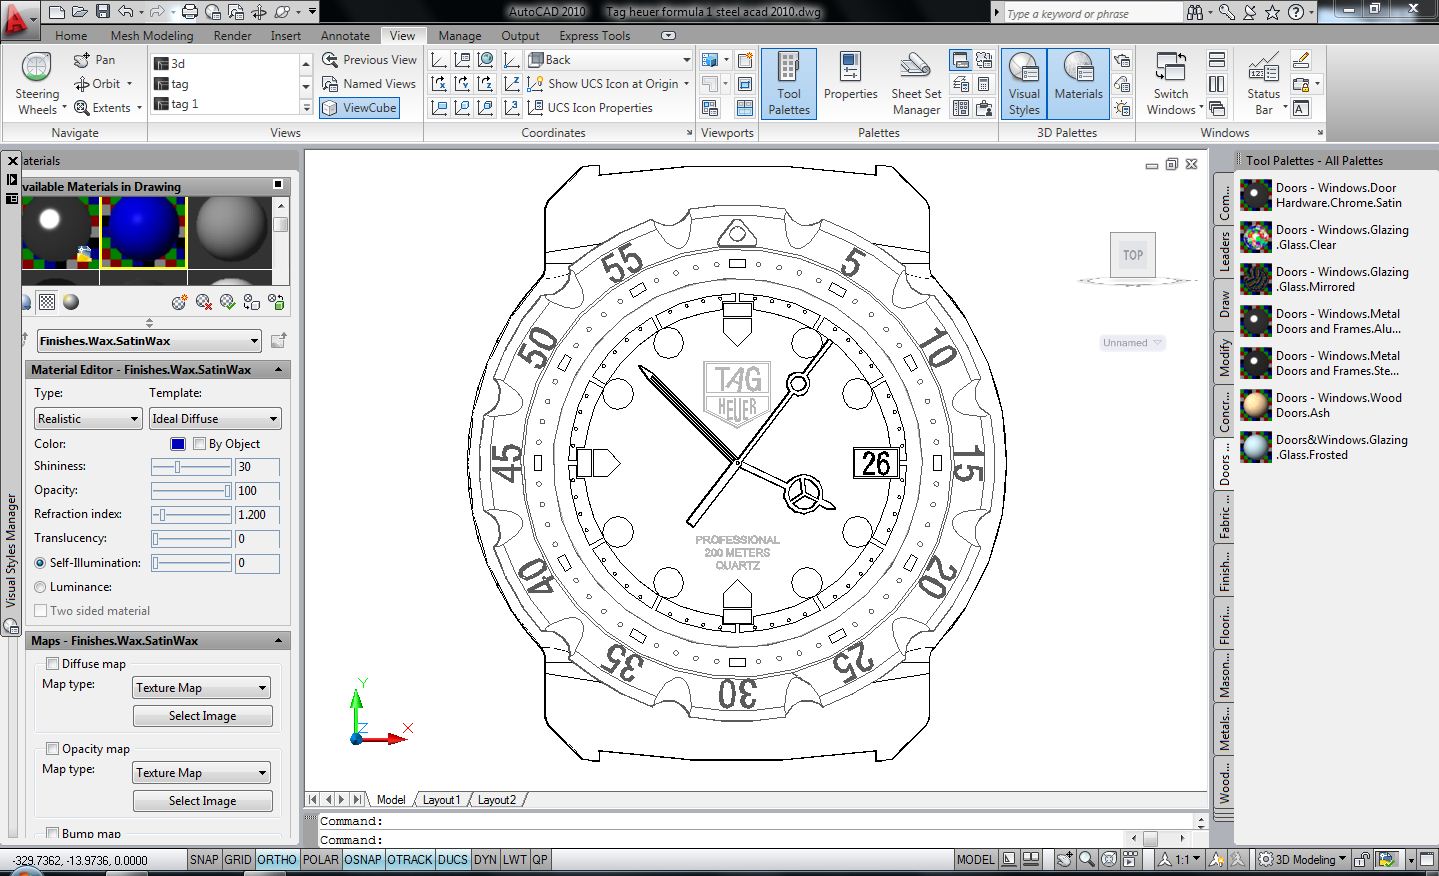 AutoCAD 2010 Tag heuer formula 1 steel acad 2010.dwg
Type a keyword or phrase
Home Mesh Modeling Render Insert Annotate View Manage Output Express Tools
Steering Wheels
Pan
Orbit
Extents
Navigate
3d
tag
tag 1
Previous View
Named Views
ViewCube
Views
Back
Show UCS Icon at Origin
UCS Icon Properties
Coordinates
Viewports
Tool Palettes
Properties
Sheet Set Manager
Palettes
Visual Styles
Materials
3D Palettes
Switch Windows
Status Bar
Windows
aterials
vailable Materials in Drawing
Finishes.Wax.SatinWax
Material Editor - Finishes.Wax.SatinWax
Type: Template:
Realistic Ideal Diffuse
Color: By Object
Shininess: 30
Opacity: 100
Refraction index: 1.200
Translucency: 0
Self-Illumination: 0
Luminance:
Two sided material
Maps - Finishes.Wax.SatinWax
Diffuse map
Map type: Texture Map
Select Image
Opacity map
Map type: Texture Map
Select Image
Bump map
Visual Styles Manager
55
5
50
10
45
15
40
20
35
25
30
TAG
HEUER
26
PROFESSIONAL
200 METERS
QUARTZ
TOP
Unnamed
Y
Z
X
Model Layout1 Layout2
Command:
Command:
Tool Palettes - All Palettes
Com...
Leaders
Draw
Modify
Concr...
Doors ...
Fabric ...
Finish...
Floori...
Mason...
Metals...
Wood...
Doors - Windows.Door
Hardware.Chrome.Satin
Doors - Windows.Glazing
.Glass.Clear
Doors - Windows.Glazing
.Glass.Mirrored
Doors - Windows.Metal
Doors and Frames.Alu...
Doors - Windows.Metal
Doors and Frames.Ste...
Doors - Windows.Wood
Doors.Ash
Doors&Windows.Glazing
.Glass.Frosted
-329.7362, -13.9736, 0.0000 SNAP GRID ORTHO POLAR OSNAP OTRACK DUCS DYN LWT QP MODEL 1:1 3D Modeling